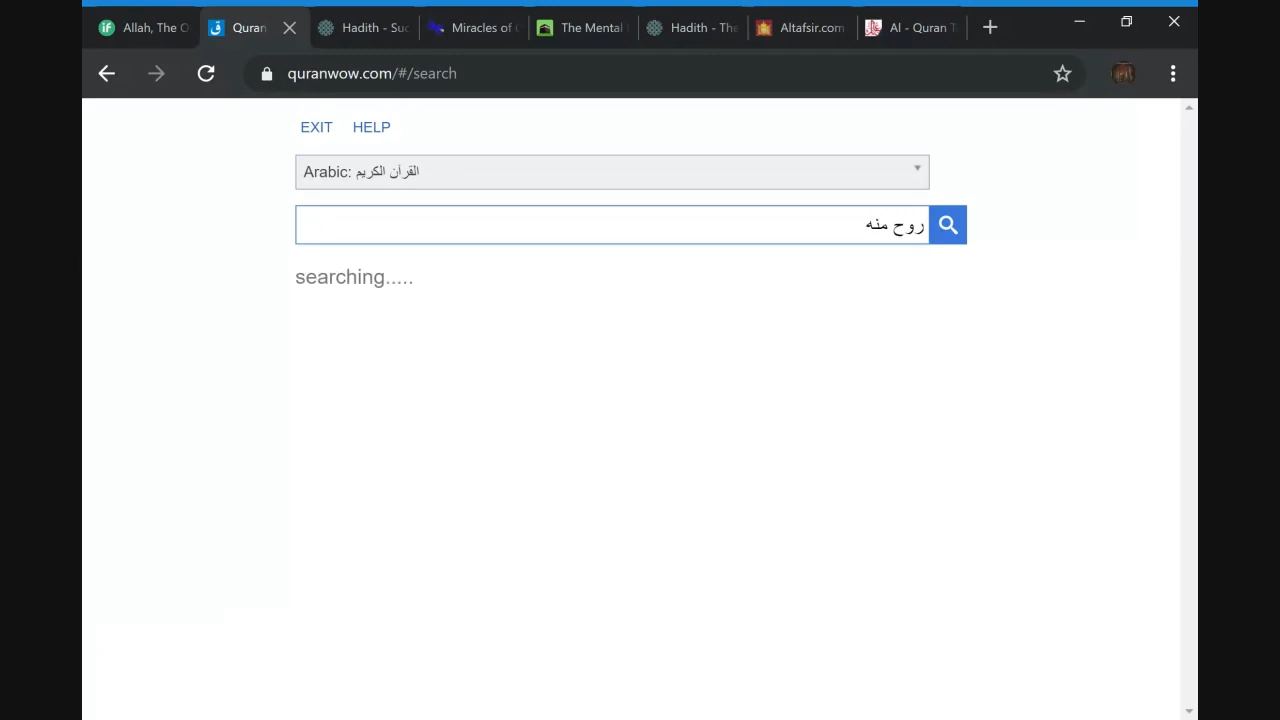 Allah, The O
Quran
Hadith - Suc
Miracles of
The Mental
Hadith - The
Altafsir.com
Al - Quran T
quranwow.com/#/search
EXIT HELP
Arabic: القرآن الكريم
روح منه
searching.....